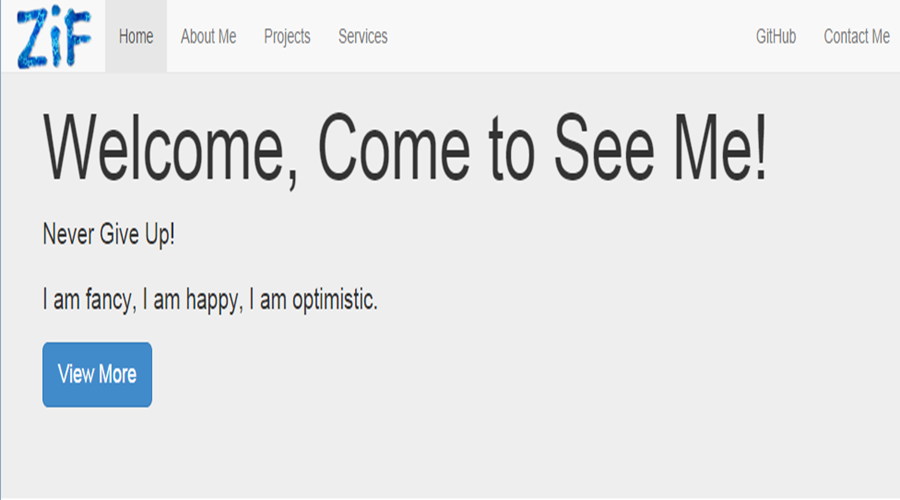 ZiF Home About Me Projects Services GitHub Contact Me
Welcome, Come to See Me!
Never Give Up!
I am fancy, I am happy, I am optimistic.
View More